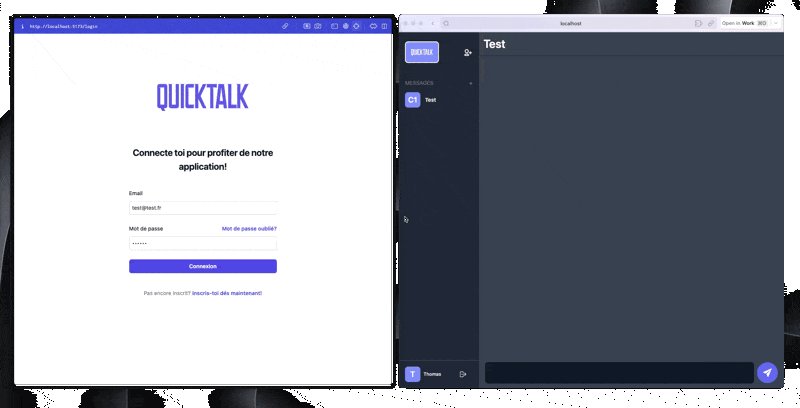 http://localhost:5173/login
QUICKTALK
Connecte toi pour profiter de notre
application!
Email
test@test.fr
Mot de passe
Mot de passe oublié?
Connexion
Pas encore inscrit? Inscris-toi dés maintenant!
localhost
Open in Work
QUICKTALK
Test
MESSAGES
C1
Test
T
Thomas